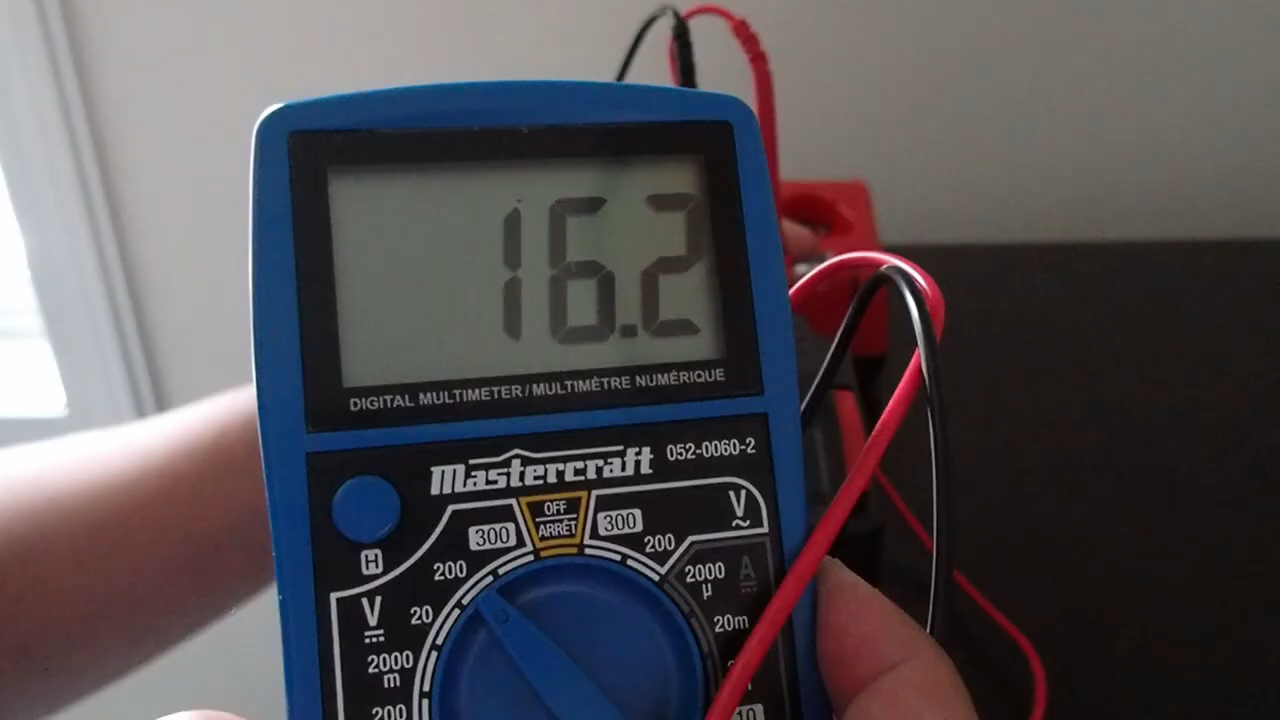 16.2
DIGITAL MULTIMETER / MULTIMÈTRE NUMÉRIQUE
Mastercraft 052-0060-2
OFF
ARRÊT
300
300
V
200
200
H
2000
µ
A
V
20
20m
2000
m
200
10